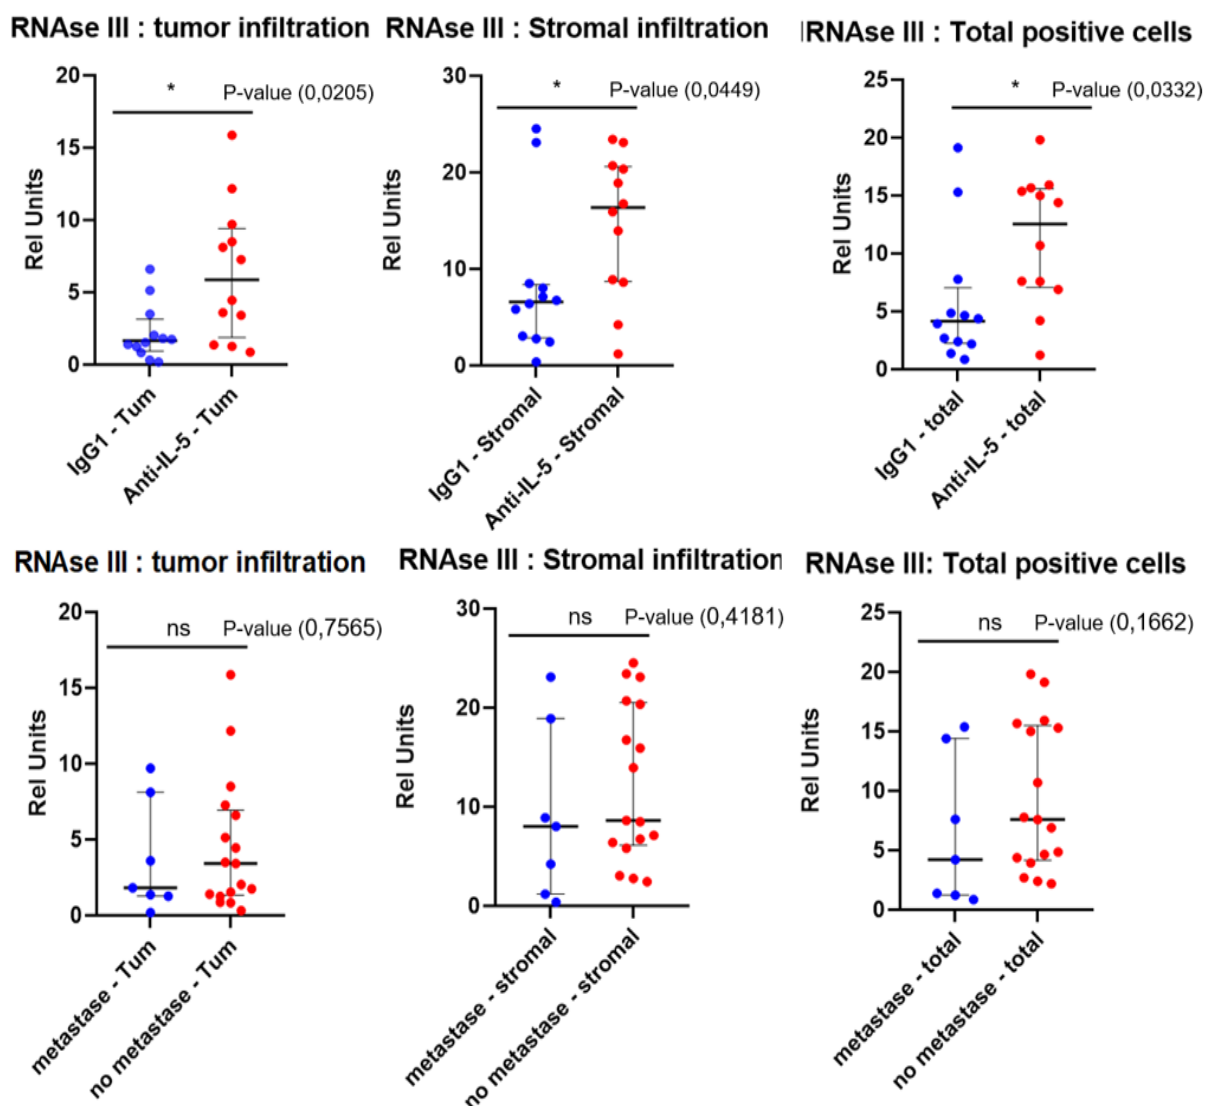 RNAse III : tumor infiltration
20
15
10
5
0
Rel Units
*
P-value (0,0205)
IgG1 - Tum
Anti-IL-5 - Tum
RNAse III : Stromal infiltration
30
20
10
0
Rel Units
*
P-value (0,0449)
IgG1 - Stromal
Anti-IL-5 - Stromal
RNAse III : Total positive cells
25
20
15
10
5
0
Rel Units
*
P-value (0,0332)
IgG1 - total
Anti-IL-5 - total
RNAse III : tumor infiltration
20
15
10
5
0
Rel Units
ns
P-value (0,7565)
metastase - Tum
no metastase - Tum
RNAse III : Stromal infiltration
30
20
10
0
Rel Units
ns
P-value (0,4181)
metastase - stromal
no metastase - stromal
RNAse III: Total positive cells
25
20
15
10
5
0
Rel Units
ns
P-value (0,1662)
metastase - total
no metastase - total